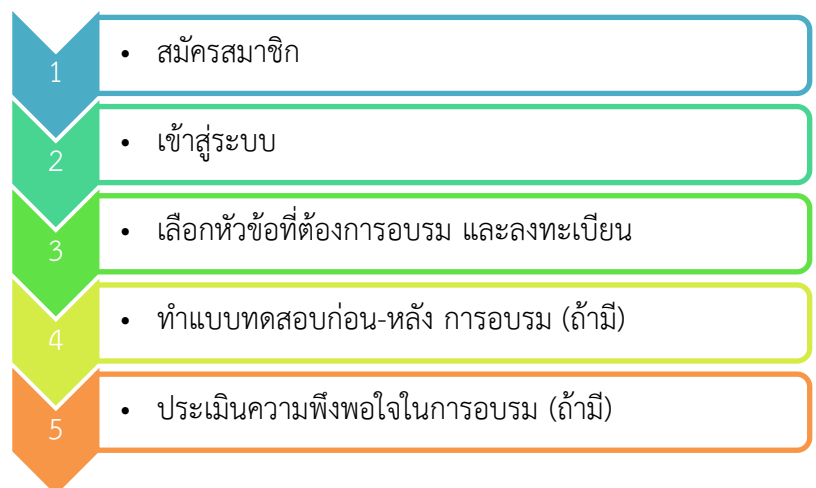 1
• สมัครสมาชิก
2
• เข้าสู่ระบบ
3
• เลือกหัวข้อที่ต้องการอบรม และลงทะเบียน
4
• ทำแบบทดสอบก่อน-หลัง การอบรม (ถ้ามี)
5
• ประเมินความพึงพอใจในการอบรม (ถ้ามี)